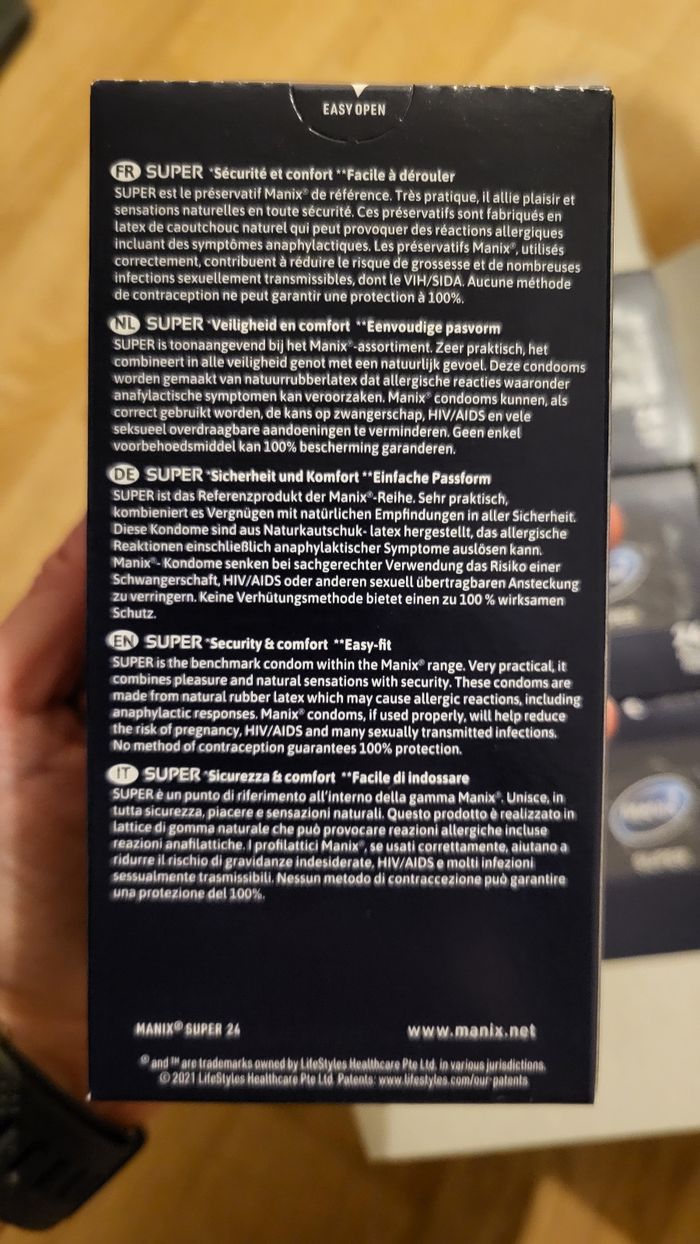 EASY OPEN
FR SUPER *Sécurité et confort **Facile à dérouler
SUPER est le préservatif Manix® de référence. Très pratique, il allie plaisir et
sensations naturelles en toute sécurité. Ces préservatifs sont fabriqués en
latex de caoutchouc naturel qui peut provoquer des réactions allergiques
incluant des symptômes anaphylactiques. Les préservatifs Manix®, utilisés
correctement, contribuent à réduire le risque de grossesse et de nombreuses
infections sexuellement transmissibles, dont le VIH/SIDA. Aucune méthode
de contraception ne peut garantir une protection à 100%.
NL SUPER *Veiligheid en comfort **Eenvoudige pasvorm
SUPER is toonaangevend bij het Manix®-assortiment. Zeer praktisch, het
combineert in alle veiligheid genot met een natuurlijk gevoel. Deze condooms
worden gemaakt van natuurrubberlatex dat allergische reacties waaronder
anafylactische symptomen kan veroorzaken. Manix® condooms kunnen, als
correct gebruikt worden, de kans op zwangerschap, HIV/AIDS en vele
seksueel overdraagbare aandoeningen te verminderen. Geen enkel
voorbehoedsmiddel kan 100% bescherming garanderen.
DE SUPER *Sicherheit und Komfort **Einfache Passform
SUPER ist das Referenzprodukt der Manix®-Reihe. Sehr praktisch,
kombiniert es Vergnügen mit natürlichen Empfindungen in aller Sicherheit.
Diese Kondome sind aus Naturkautschuk- latex hergestellt, das allergische
Reaktionen einschließlich anaphylaktischer Symptome auslösen kann.
Manix®- Kondome senken bei sachgerechter Verwendung das Risiko einer
Schwangerschaft, HIV/AIDS oder anderen sexuell übertragbaren Ansteckung
zu verringern. Keine Verhütungsmethode bietet einen zu 100 % wirksamen
Schutz.
EN SUPER *Security & comfort **Easy-fit
SUPER is the benchmark condom within the Manix® range. Very practical, it
combines pleasure and natural sensations with security. These condoms are
made from natural rubber latex which may cause allergic reactions, including
anaphylactic responses. Manix® condoms, if used properly, will help reduce
the risk of pregnancy, HIV/AIDS and many sexually transmitted infections.
No method of contraception guarantees 100% protection.
IT SUPER *Sicurezza & comfort **Facile di indossare
SUPER è un punto di riferimento all'interno della gamma Manix®. Unisce, in
tutta sicurezza, piacere e sensazioni naturali. Questo prodotto è realizzato in
lattice di gomma naturale che può provocare reazioni allergiche incluse
reazioni anafilattiche. I profilattici Manix®, se usati correttamente, aiutano a
ridurre il rischio di gravidanze indesiderate, HIV/AIDS e molti infezioni
sessualmente trasmissibili. Nessun metodo di contraccezione può garantire
una protezione del 100%.
MANIX® SUPER 24
www.manix.net
® and ™ are trademarks owned by LifeStyles Healthcare Pte Ltd. in various jurisdictions.
© 2021 LifeStyles Healthcare Pte Ltd. Patents: www.lifestyles.com/our-patents